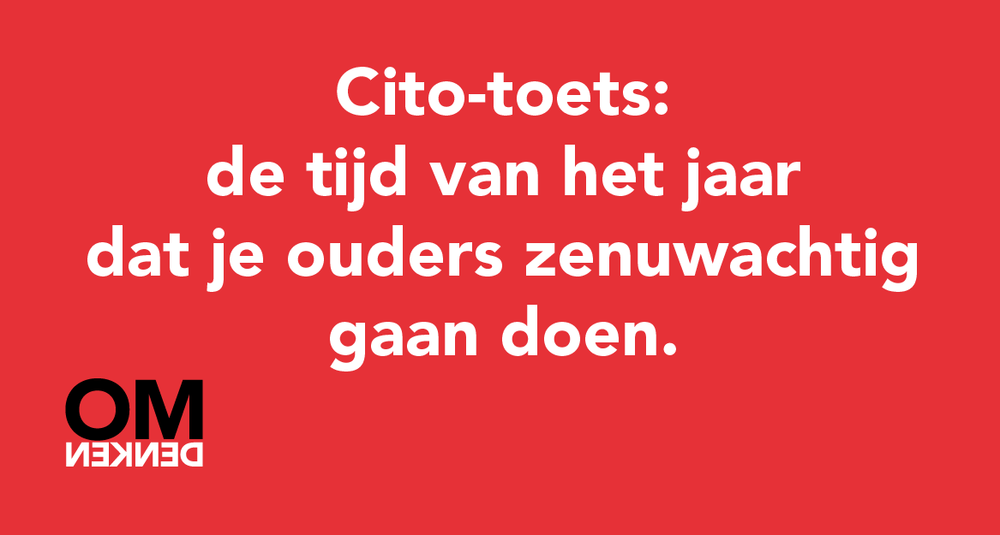 Cito-toets:
de tijd van het jaar
dat je ouders zenuwachtig
gaan doen.
OM
DENKEN